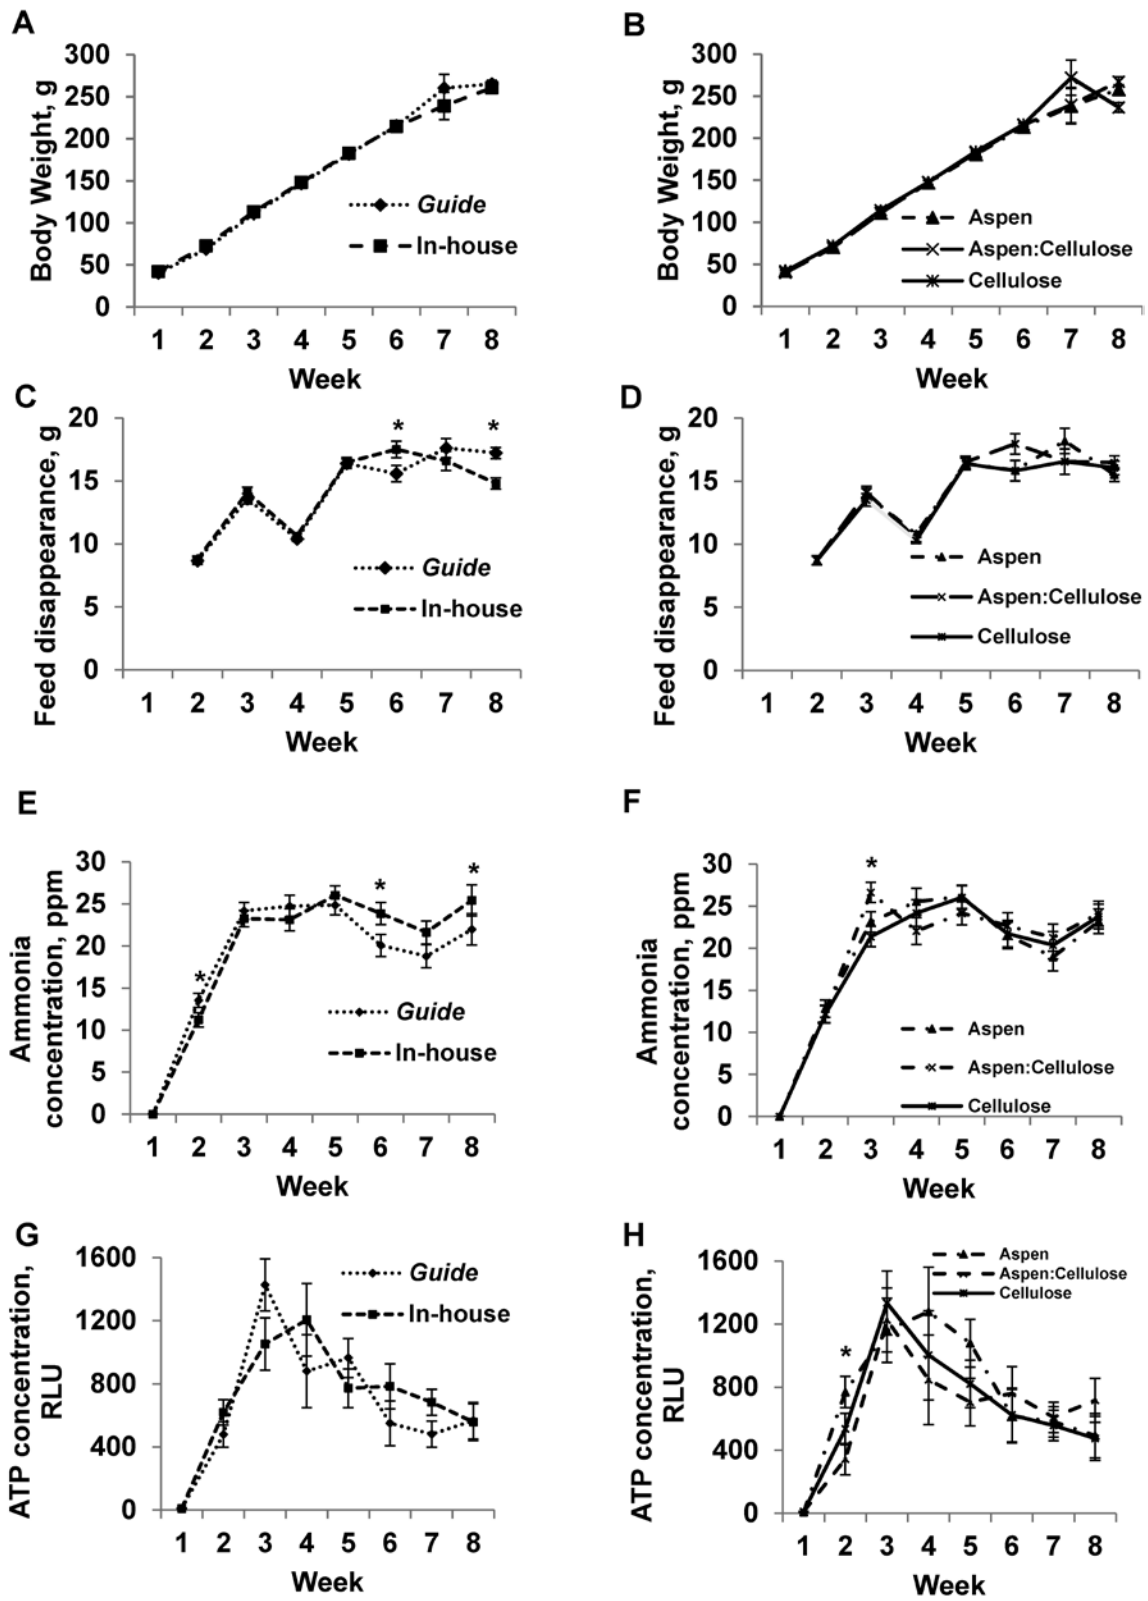 A
300
250
200
150
100
50
0
Body Weight, g
Guide
In-house
1 2 3 4 5 6 7 8
Week
B
300
250
200
150
100
50
0
Body Weight, g
Aspen
Aspen:Cellulose
Cellulose
1 2 3 4 5 6 7 8
Week
C
20
15
10
5
0
Feed disappearance, g
* *
Guide
In-house
1 2 3 4 5 6 7 8
Week
D
20
15
10
5
0
Feed disappearance, g
Aspen
Aspen:Cellulose
Cellulose
1 2 3 4 5 6 7 8
Week
E
30
25
20
15
10
5
0
Ammonia
concentration, ppm
* * *
Guide
In-house
1 2 3 4 5 6 7 8
Week
F
30
25
20
15
10
5
0
Ammonia
concentration, ppm
*
Aspen
Aspen:Cellulose
Cellulose
1 2 3 4 5 6 7 8
Week
G
1600
1200
800
400
0
ATP concentration,
RLU
Guide
In-house
1 2 3 4 5 6 7 8
Week
H
1600
1200
800
400
0
ATP concentration,
RLU
Aspen
Aspen:Cellulose
Cellulose
*
1 2 3 4 5 6 7 8
Week